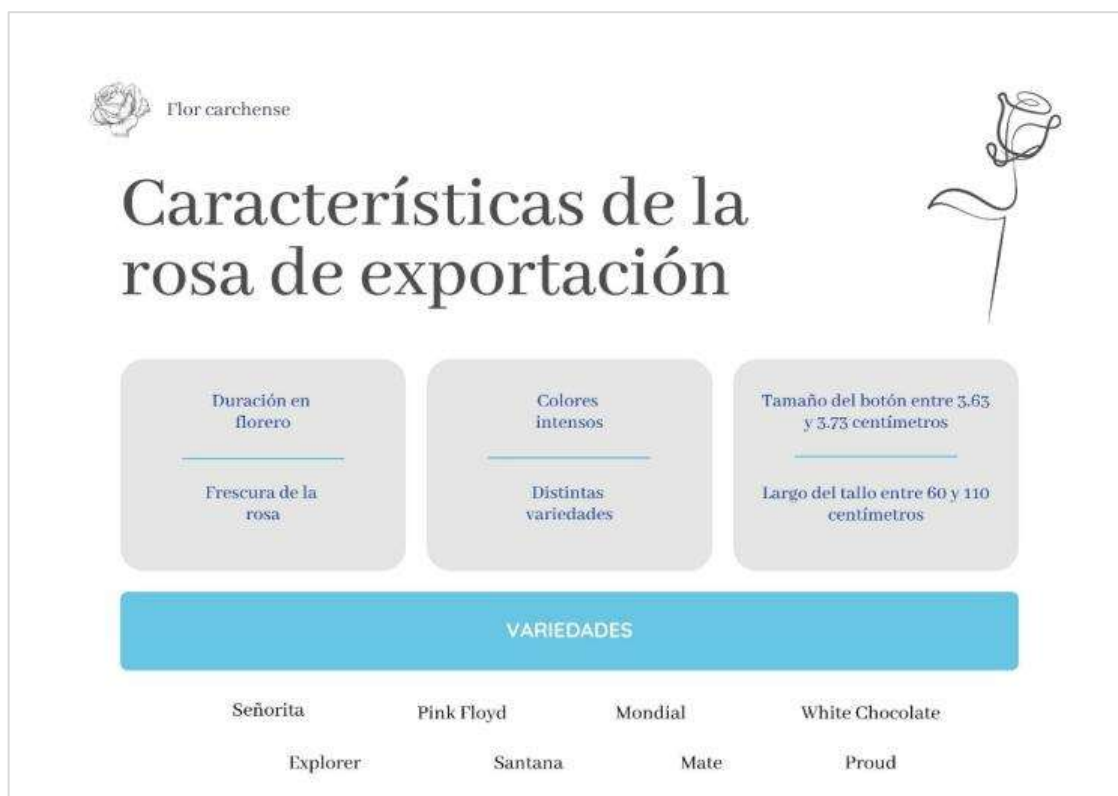 Flor carchense
Características de la
rosa de exportación
Duración en
florero
Frescura de la
rosa
Colores
intensos
Distintas
variedades
Tamaño del botón entre 3.63
y 3.73 centímetros
Largo del tallo entre 60 y 110
centímetros
VARIEDADES
Señorita
Pink Floyd
Mondial
White Chocolate
Explorer
Santana
Mate
Proud